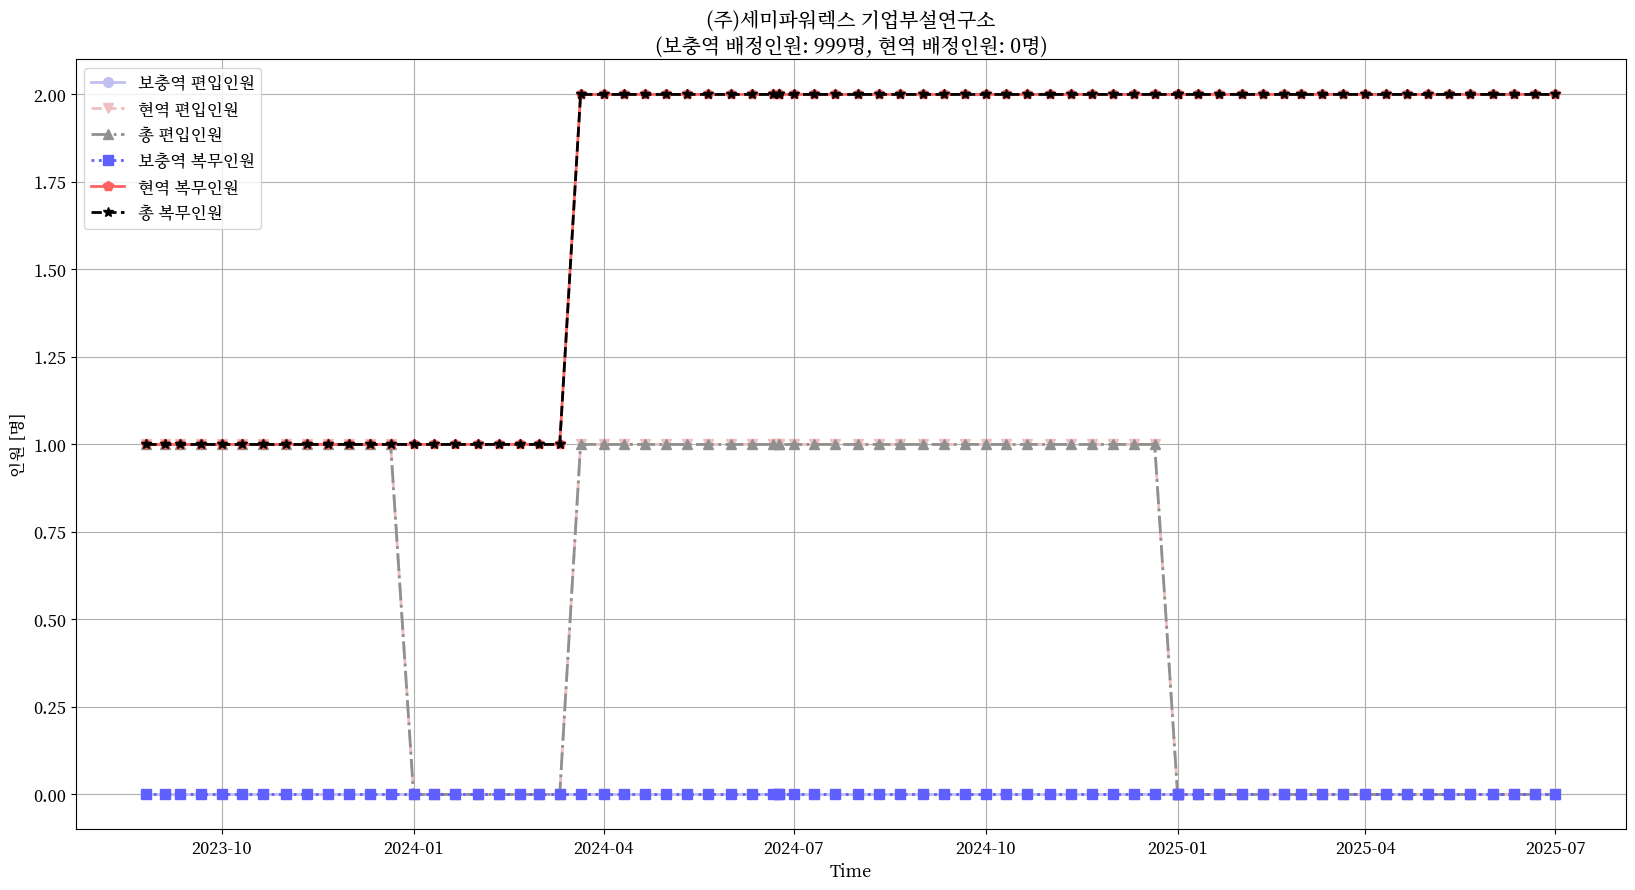 (주)세미파워렉스 기업부설연구소
(보충역 배정인원: 999명, 현역 배정인원: 0명)
보충역 편입인원
현역 편입인원
총 편입인원
보충역 복무인원
현역 복무인원
총 복무인원
2.00
1.75
1.50
1.25
1.00
0.75
0.50
0.25
0.00
인원 [명]
2023-10
2024-01
2024-04
2024-07
2024-10
2025-01
2025-04
2025-07
Time